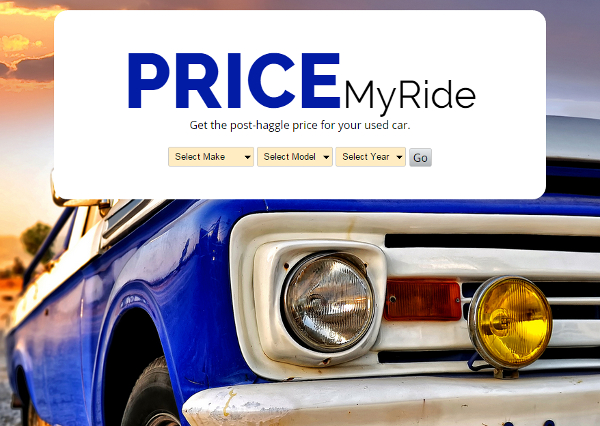 PRICEMyRide
Get the post-haggle price for your used car.
Select Make Select Model Select Year Go